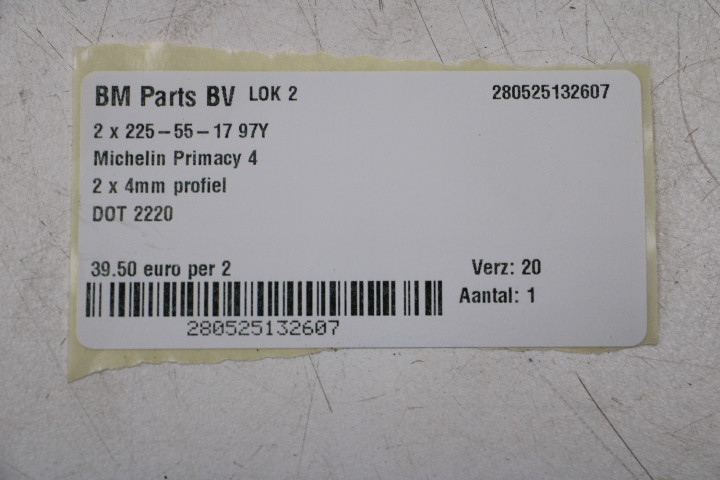 BM Parts BV LOK 2 280525132607
2 x 225-55-17 97Y
Michelin Primacy 4
2 x 4mm profiel
DOT 2220
39.50 euro per 2 Verz: 20
Aantal: 1
280525132607